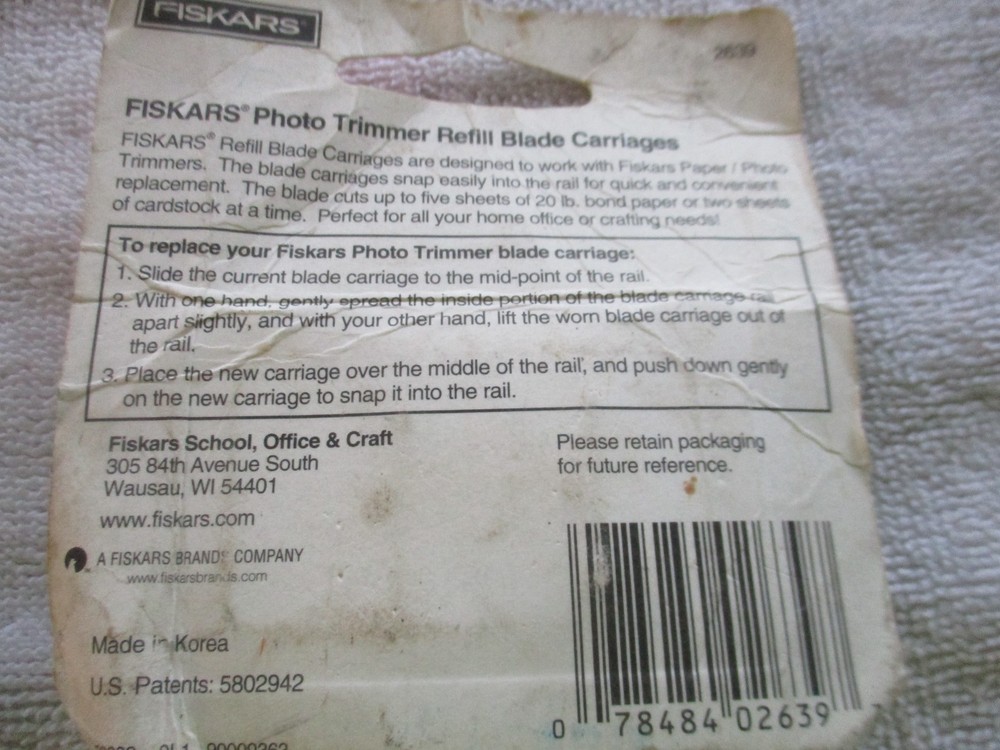 FISKARS
2639
FISKARS® Photo Trimmer Refill Blade Carriages
FISKARS® Refill Blade Carriages are designed to work with Fiskars Paper / Photo
Trimmers. The blade carriages snap easily into the rail for quick and convenient
replacement. The blade cuts up to five sheets of 20 lb. bond paper or two sheets
of cardstock at a time. Perfect for all your home office or crafting needs!
To replace your Fiskars Photo Trimmer blade carriage:
1. Slide the current blade carriage to the mid-point of the rail.
2. With one hand, gently spread the inside portion of the blade carriage rail
apart slightly, and with your other hand, lift the worn blade carriage out of
the rail.
3. Place the new carriage over the middle of the rail, and push down gently
on the new carriage to snap it into the rail.
Fiskars School, Office & Craft
305 84th Avenue South
Wausau, WI 54401
www.fiskars.com
A FISKARS BRANDS COMPANY
www.fiskarsbrands.com
Made in Korea
U.S. Patents: 5802942
Please retain packaging
for future reference.
0 78484 02639